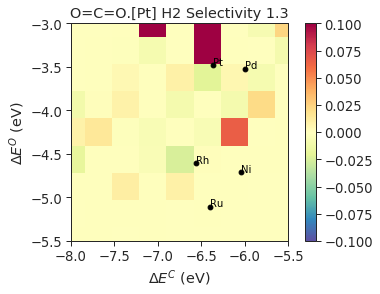 O=C=O.[Pt] H2 Selectivity 1.3
−3.0
−3.5
−4.0
−4.5
−5.0
−5.5
ΔE^O (eV)
Pt
Pd
Rh
Ni
Ru
−8.0 −7.5 −7.0 −6.5 −6.0 −5.5
ΔE^C (eV)
0.100
0.075
0.050
0.025
0.000
−0.025
−0.050
−0.075
−0.100